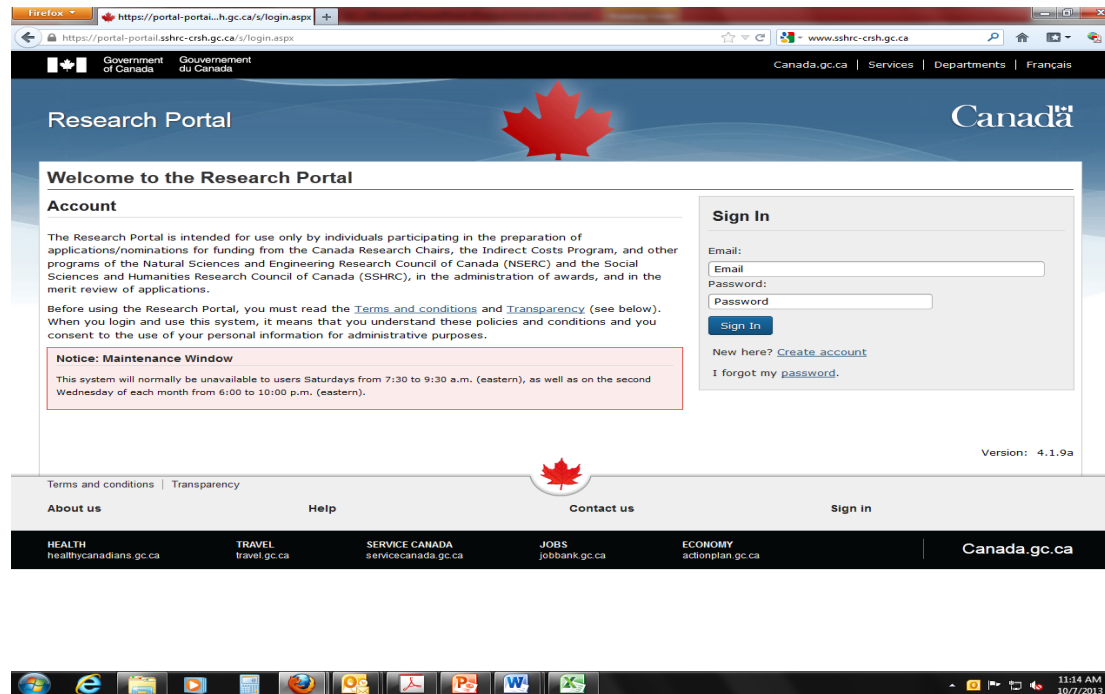 Firefox
https://portal-portai...h.gc.ca/s/login.aspx
https://portal-portail.sshrc-crsh.gc.ca/s/login.aspx
www.sshrc-crsh.gc.ca
Government of Canada
Gouvernement du Canada
Canada.gc.ca | Services | Departments | Français
Research Portal
Canada
Welcome to the Research Portal
Account
The Research Portal is intended for use only by individuals participating in the preparation of
applications/nominations for funding from the Canada Research Chairs, the Indirect Costs Program, and other
programs of the Natural Sciences and Engineering Research Council of Canada (NSERC) and the Social
Sciences and Humanities Research Council of Canada (SSHRC), in the administration of awards, and in the
merit review of applications.
Before using the Research Portal, you must read the Terms and conditions and Transparency (see below).
When you login and use this system, it means that you understand these policies and conditions and you
consent to the use of your personal information for administrative purposes.
Notice: Maintenance Window
This system will normally be unavailable to users Saturdays from 7:30 to 9:30 a.m. (eastern), as well as on the second
Wednesday of each month from 6:00 to 10:00 p.m. (eastern).
Sign In
Email:
Email
Password:
Password
Sign In
New here? Create account
I forgot my password.
Version: 4.1.9a
Terms and conditions | Transparency
About us Help Contact us Sign in
HEALTH TRAVEL SERVICE CANADA JOBS ECONOMY
healthycanadians.gc.ca travel.gc.ca servicecanada.gc.ca jobbank.gc.ca actionplan.gc.ca
Canada.gc.ca
11:14 AM